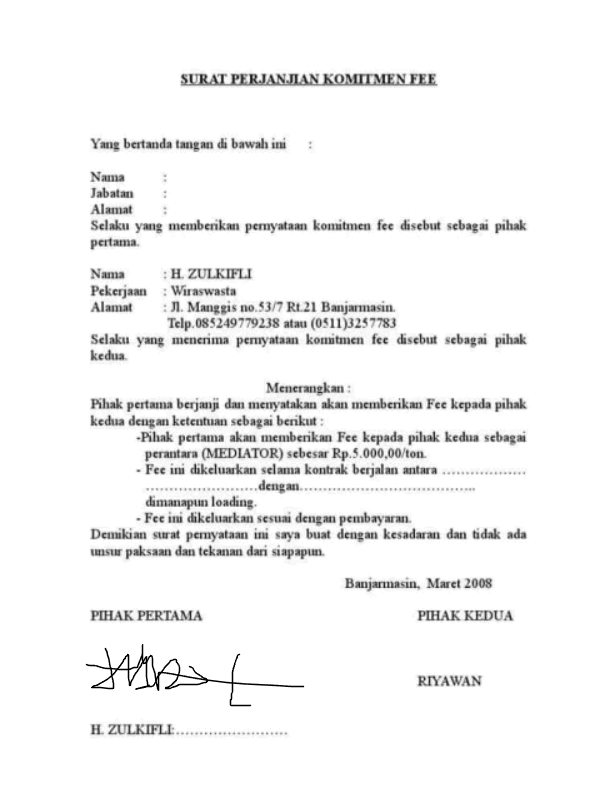 SURAT PERJANJIAN KOMITMEN FEE
Yang bertanda tangan di bawah ini :
Nama :
Jabatan :
Alamat :
Selaku yang memberikan pernyataan komitmen fee disebut sebagai pihak
pertama.
Nama : H. ZULKIFLI
Pekerjaan : Wiraswasta
Alamat : Jl. Manggis no.53/7 Rt.21 Banjarmasin.
Telp.085249779238 atau (0511)3257783
Selaku yang menerima pernyataan komitmen fee disebut sebagai pihak
kedua.
Menerangkan :
Pihak pertama berjanji dan menyatakan akan memberikan Fee kepada pihak
kedua dengan ketentuan sebagai berikut :
-Pihak pertama akan memberikan Fee kepada pihak kedua sebagai
perantara (MEDIATOR) sebesar Rp.5.000,00/ton.
- Fee ini dikeluarkan selama kontrak berjalan antara ………………
……………………dengan………………………………..
dimanapun loading.
- Fee ini dikeluarkan sesuai dengan pembayaran.
Demikian surat pernyataan ini saya buat dengan kesadaran dan tidak ada
unsur paksaan dan tekanan dari siapapun.
Banjarmasin, Maret 2008
PIHAK PERTAMA PIHAK KEDUA
RIYAWAN
H. ZULKIFLI:……………………